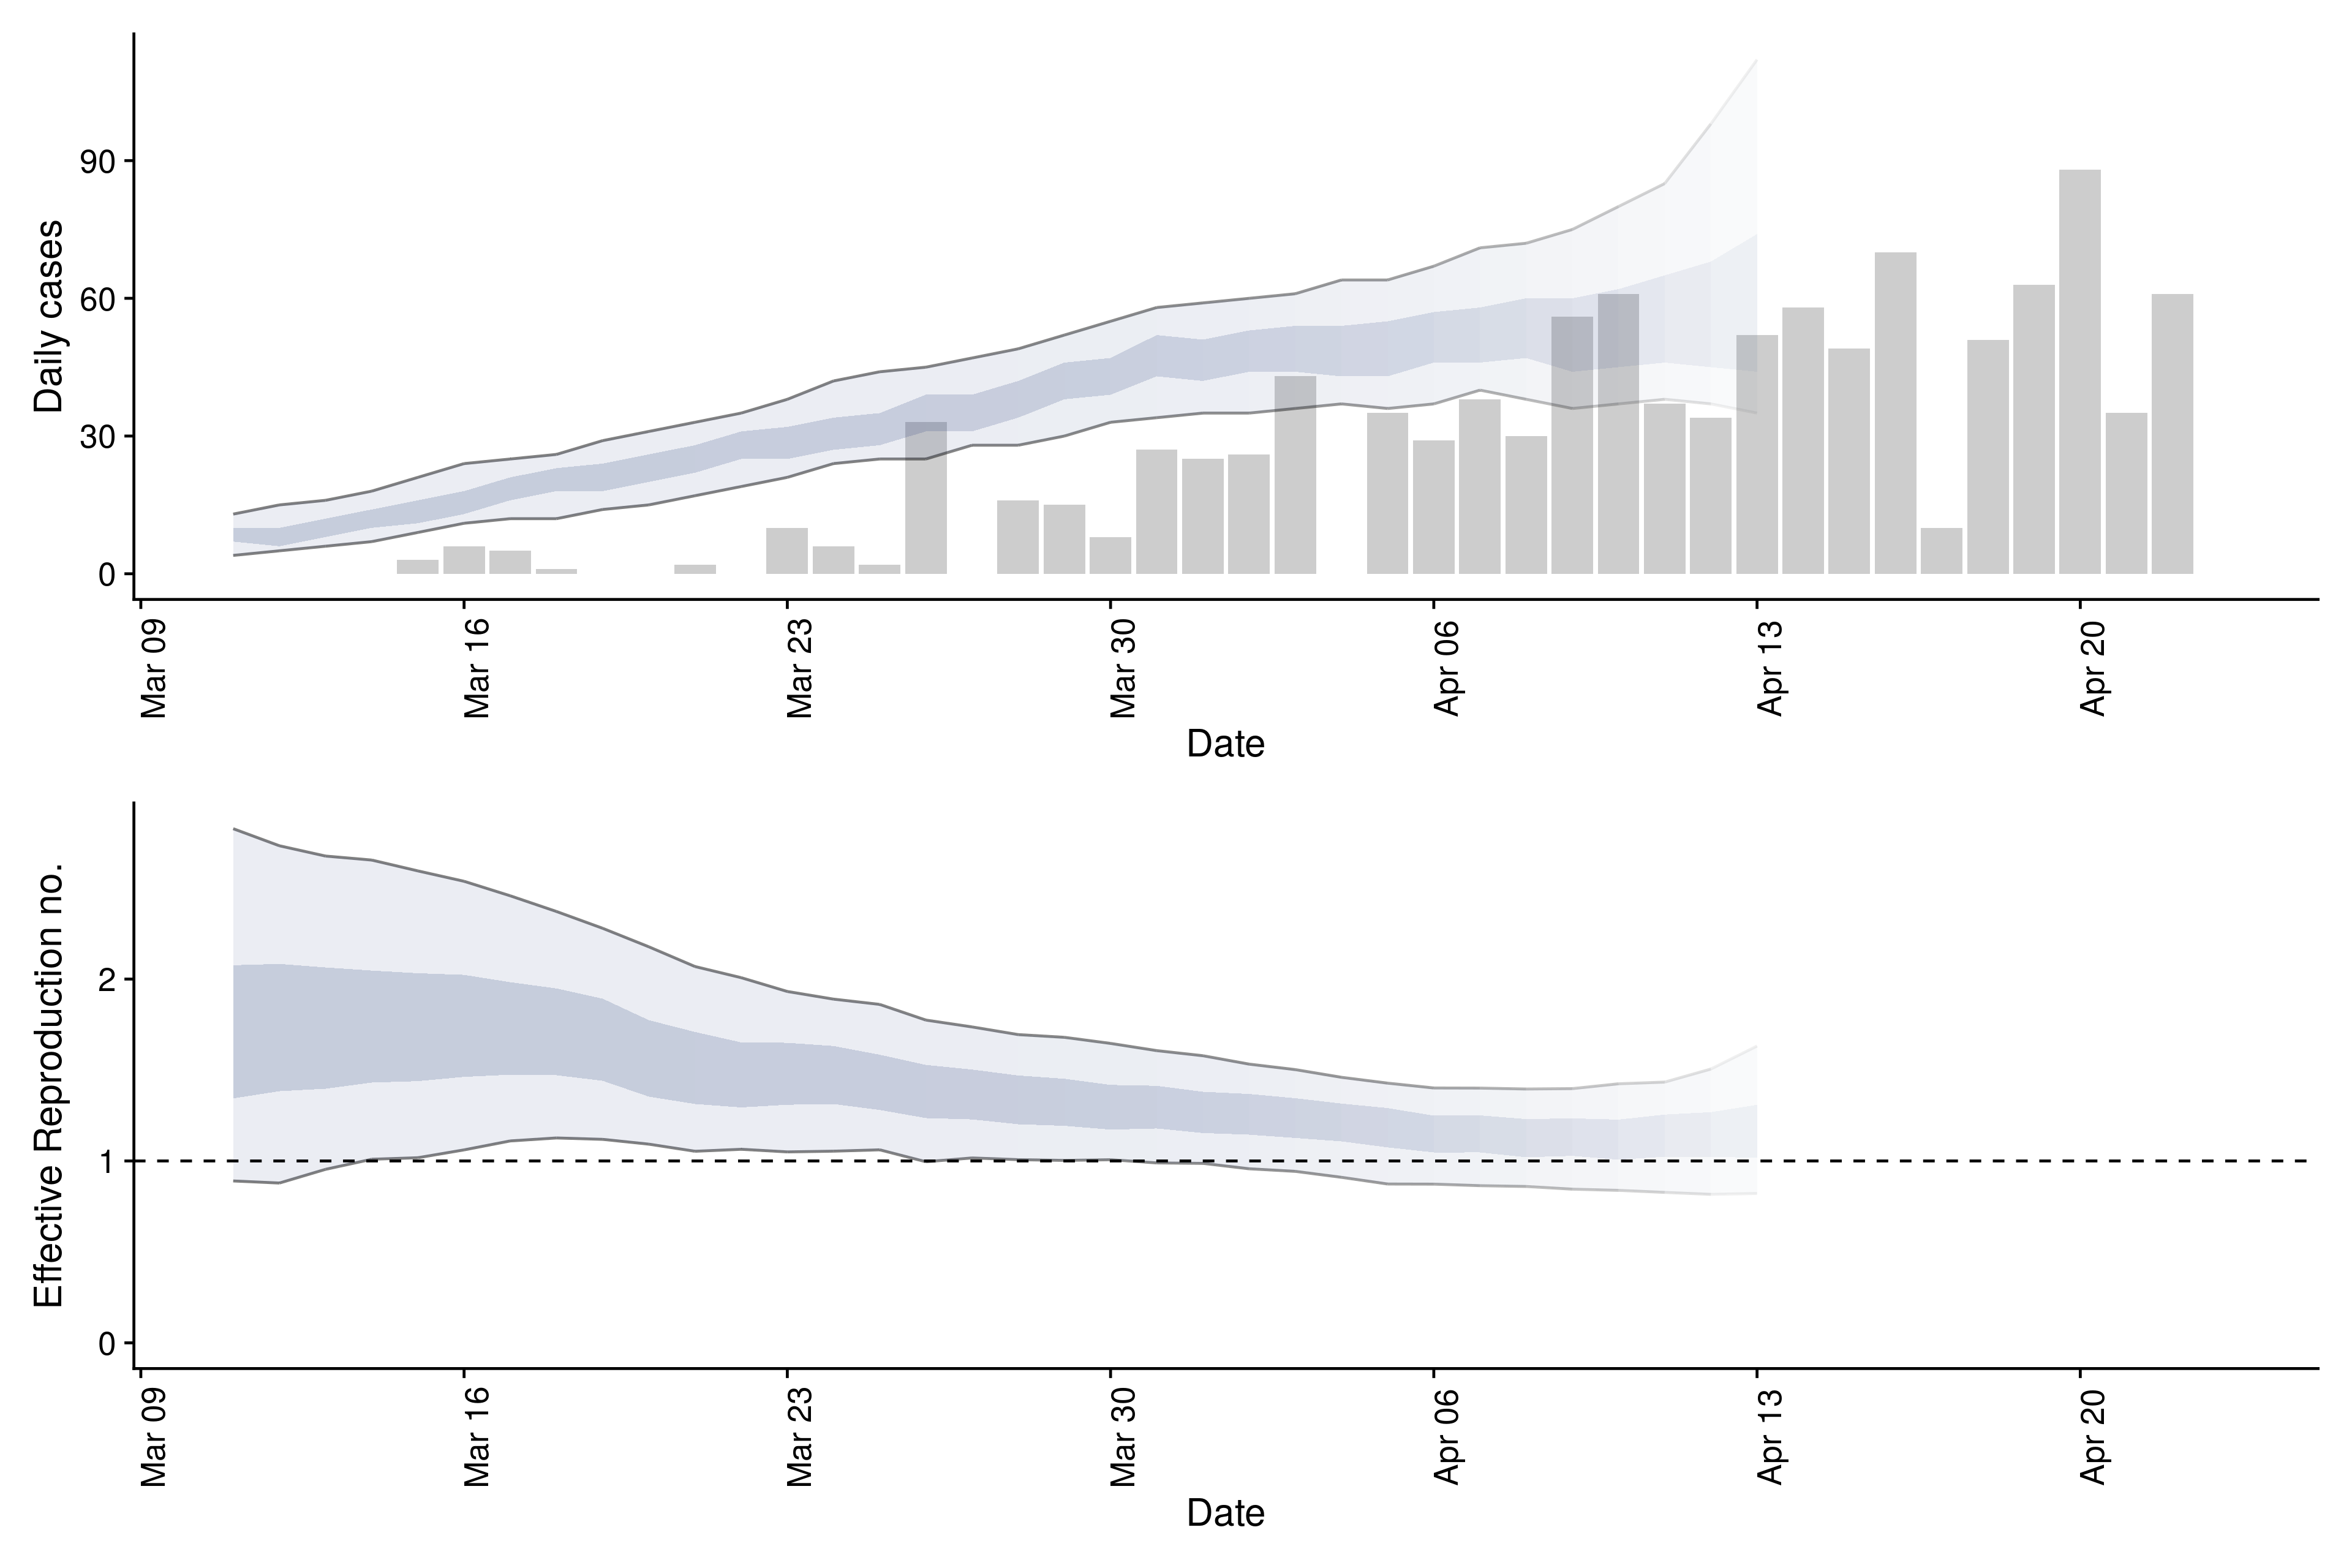 Daily cases
90
60
30
0
Mar 09
Mar 16
Mar 23
Mar 30
Apr 06
Apr 13
Apr 20
Date
Effective Reproduction no.
2
1
0
Mar 09
Mar 16
Mar 23
Mar 30
Apr 06
Apr 13
Apr 20
Date